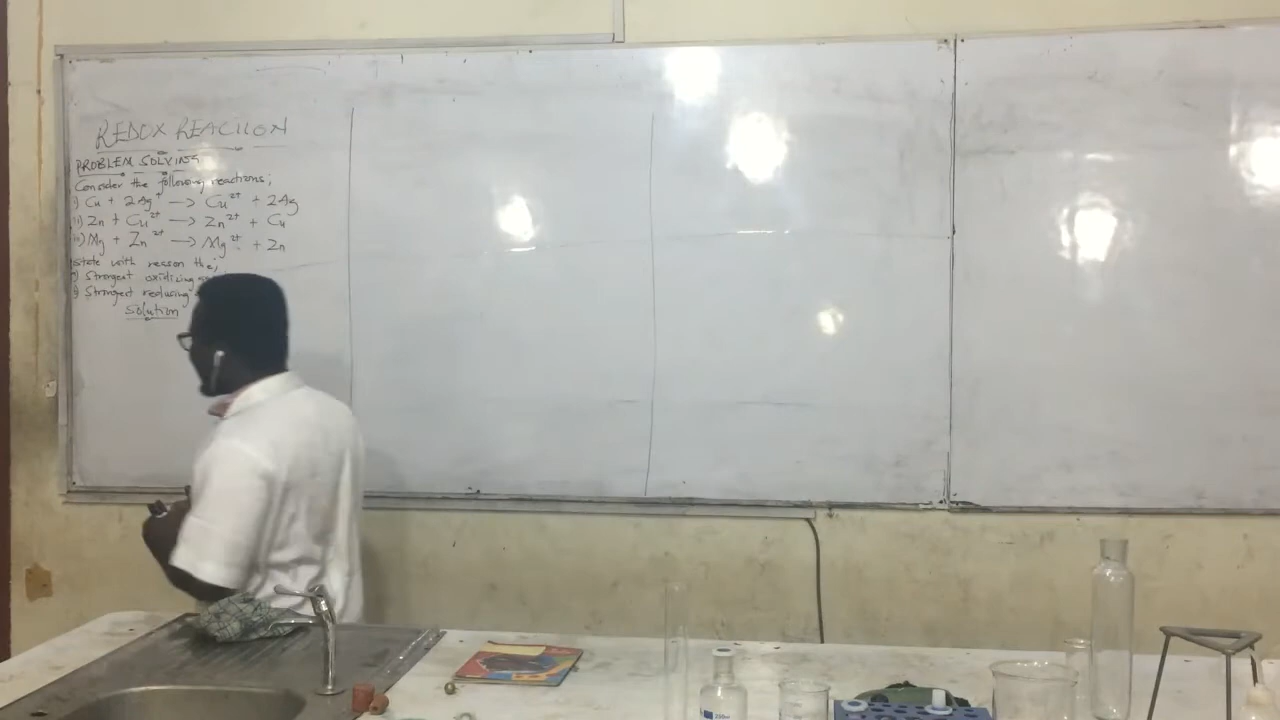 REDOX REACTION
PROBLEM SOLVING
Consider the following reactions;
i) Cu + 2Ag⁺ → Cu²⁺ + 2Ag
ii) Zn + Cu²⁺ → Zn²⁺ + Cu
iii) Mg + Zn²⁺ → Mg²⁺ + Zn
state with reason the,
i) Strongest oxidizing
ii) Strongest reducing
Solution